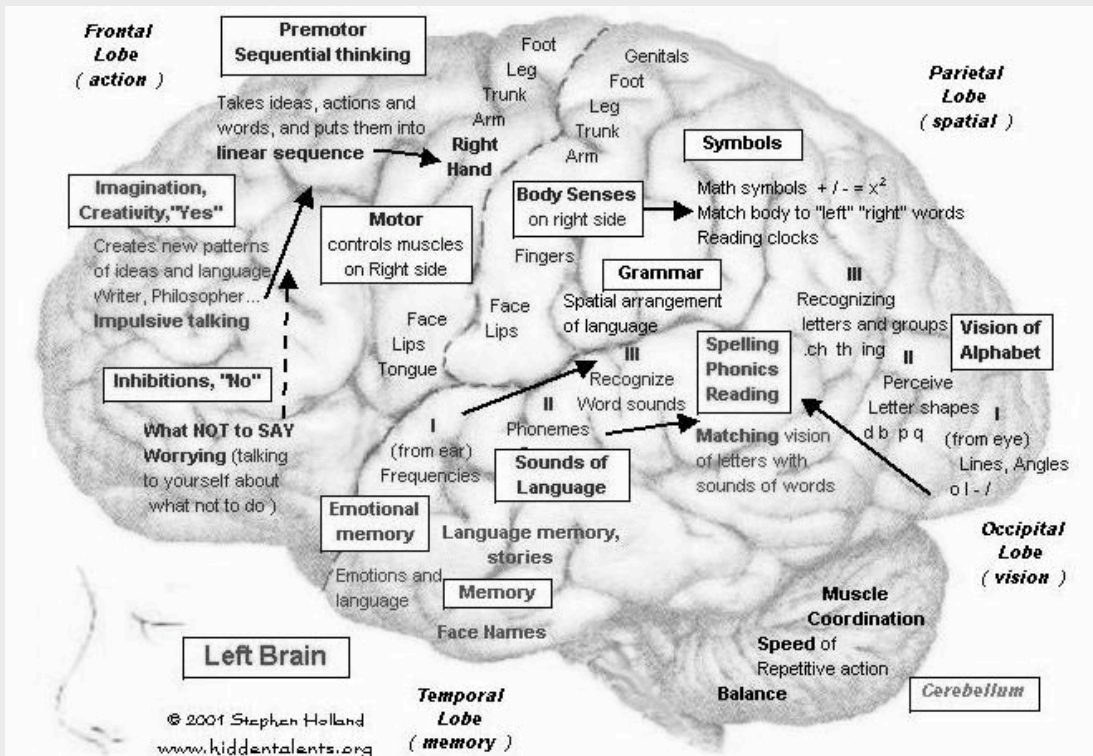 Frontal
Lobe
( action )
Premotor
Sequential thinking
Takes ideas, actions and
words, and puts them into
linear sequence
Imagination,
Creativity,"Yes"
Creates new patterns
of ideas and language
Writer, Philosopher...
Impulsive talking
Inhibitions, "No"
What NOT to SAY
Worrying (talking
to yourself about
what not to do )
Foot
Leg
Trunk
Arm
Right
Hand
Motor
controls muscles
on Right side
Face
Lips
Tongue
Genitals
Foot
Leg
Trunk
Arm
Body Senses
on right side
Fingers
Face
Lips
Parietal
Lobe
( spatial )
Symbols
Math symbols + / - = x²
Match body to "left" "right" words
Reading clocks
Grammar
Spatial arrangement
of language
III
Recognizing
letters and groups
.ch th ing
Vision of
Alphabet
II
Perceive
Letter shapes
d b p q
I
(from eye)
Lines, Angles
o l - /
Spelling
Phonics
Reading
Matching vision
of letters with
sounds of words
III
Recognize
Word sounds
II
Phonemes
I
(from ear)
Frequencies
Sounds of
Language
Emotional
memory
Emotions and
language
Language memory,
stories
Memory
Face Names
Occipital
Lobe
( vision )
Muscle
Coordination
Speed of
Repetitive action
Balance
Cerebellum
Left Brain
Temporal
Lobe
( memory )
© 2001 Stephen Holland
www.hiddentalents.org